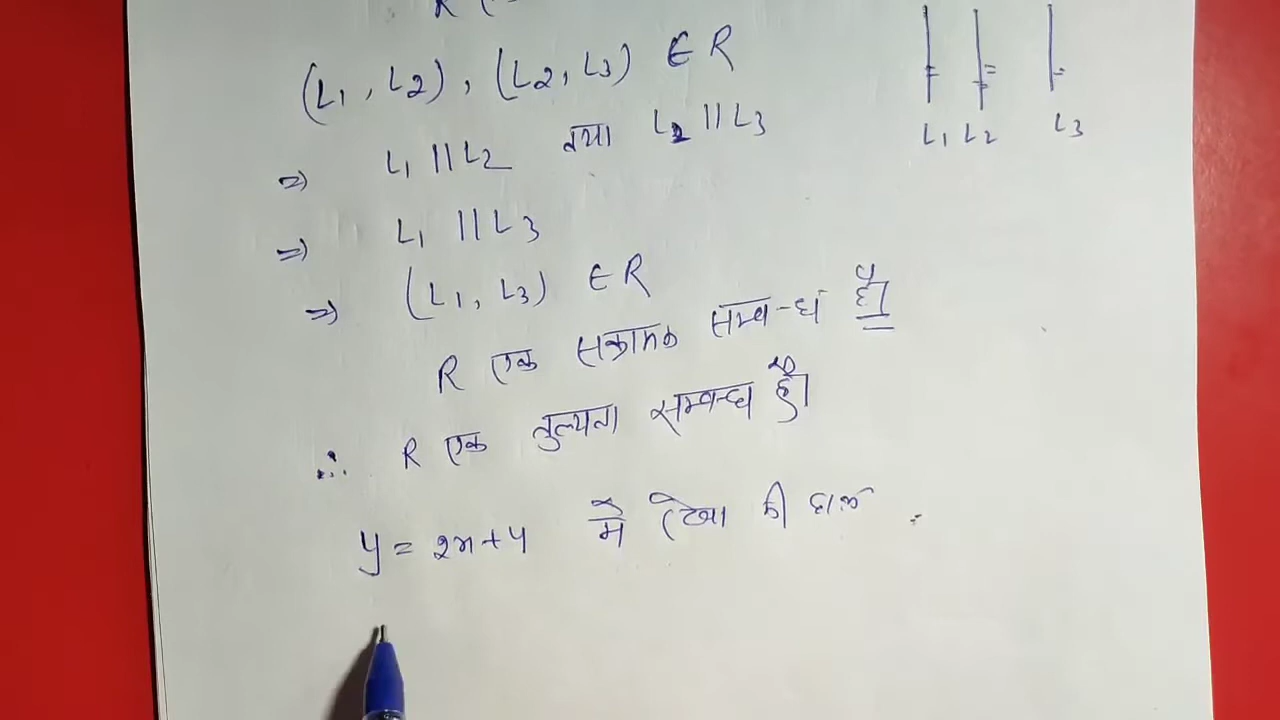 (L₁, L₂), (L₂, L₃) ∈ R
⇒ L₁ || L₂ तथा L₂ || L₃
⇒ L₁ || L₃
⇒ (L₁, L₃) ∈ R
R एक सक्रामक सम्बन्ध है।
∴ R एक तुल्यता सम्बन्ध है।
y = 2x + 4 में रेखा की ढाल =
L₁ L₂ L₃